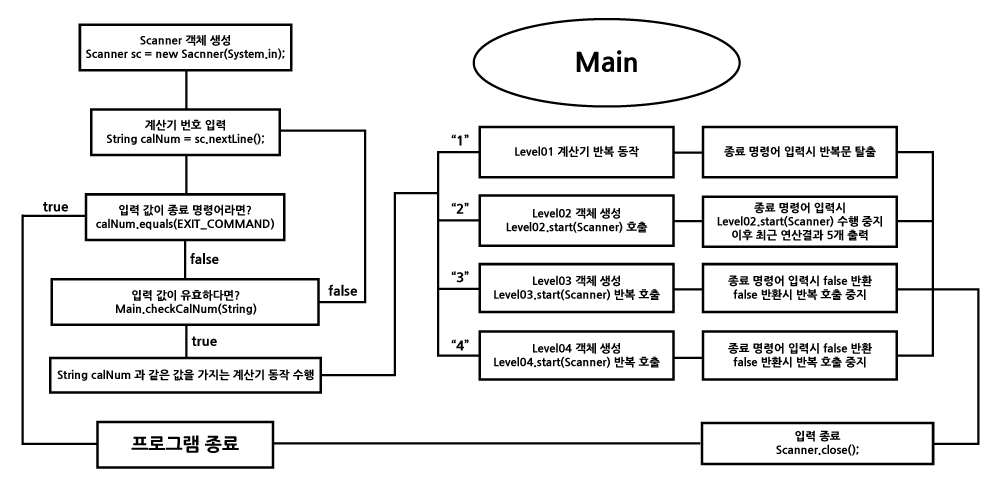 Scanner 객체 생성
Scanner sc = new Sacnner(System.in);
Main
계산기 번호 입력
String calNum = sc.nextLine();
true
입력 값이 종료 명령어라면?
calNum.equals(EXIT_COMMAND)
false
입력 값이 유효하다면?
Main.checkCalNum(String)
false
true
String calNum 과 같은 값을 가지는 계산기 동작 수행
“1”
Level01 계산기 반복 동작
종료 명령어 입력시 반복문 탈출
“2”
Level02 객체 생성
Level02.start(Scanner) 호출
종료 명령어 입력시
Level02.start(Scanner) 수행 중지
이후 최근 연산결과 5개 출력
“3”
Level03 객체 생성
Level03.start(Scanner) 반복 호출
종료 명령어 입력시 false 반환
false 반환시 반복 호출 중지
“4”
Level04 객체 생성
Level04.start(Scanner) 반복 호출
종료 명령어 입력시 false 반환
false 반환시 반복 호출 중지
프로그램 종료
입력 종료
Scanner.close();